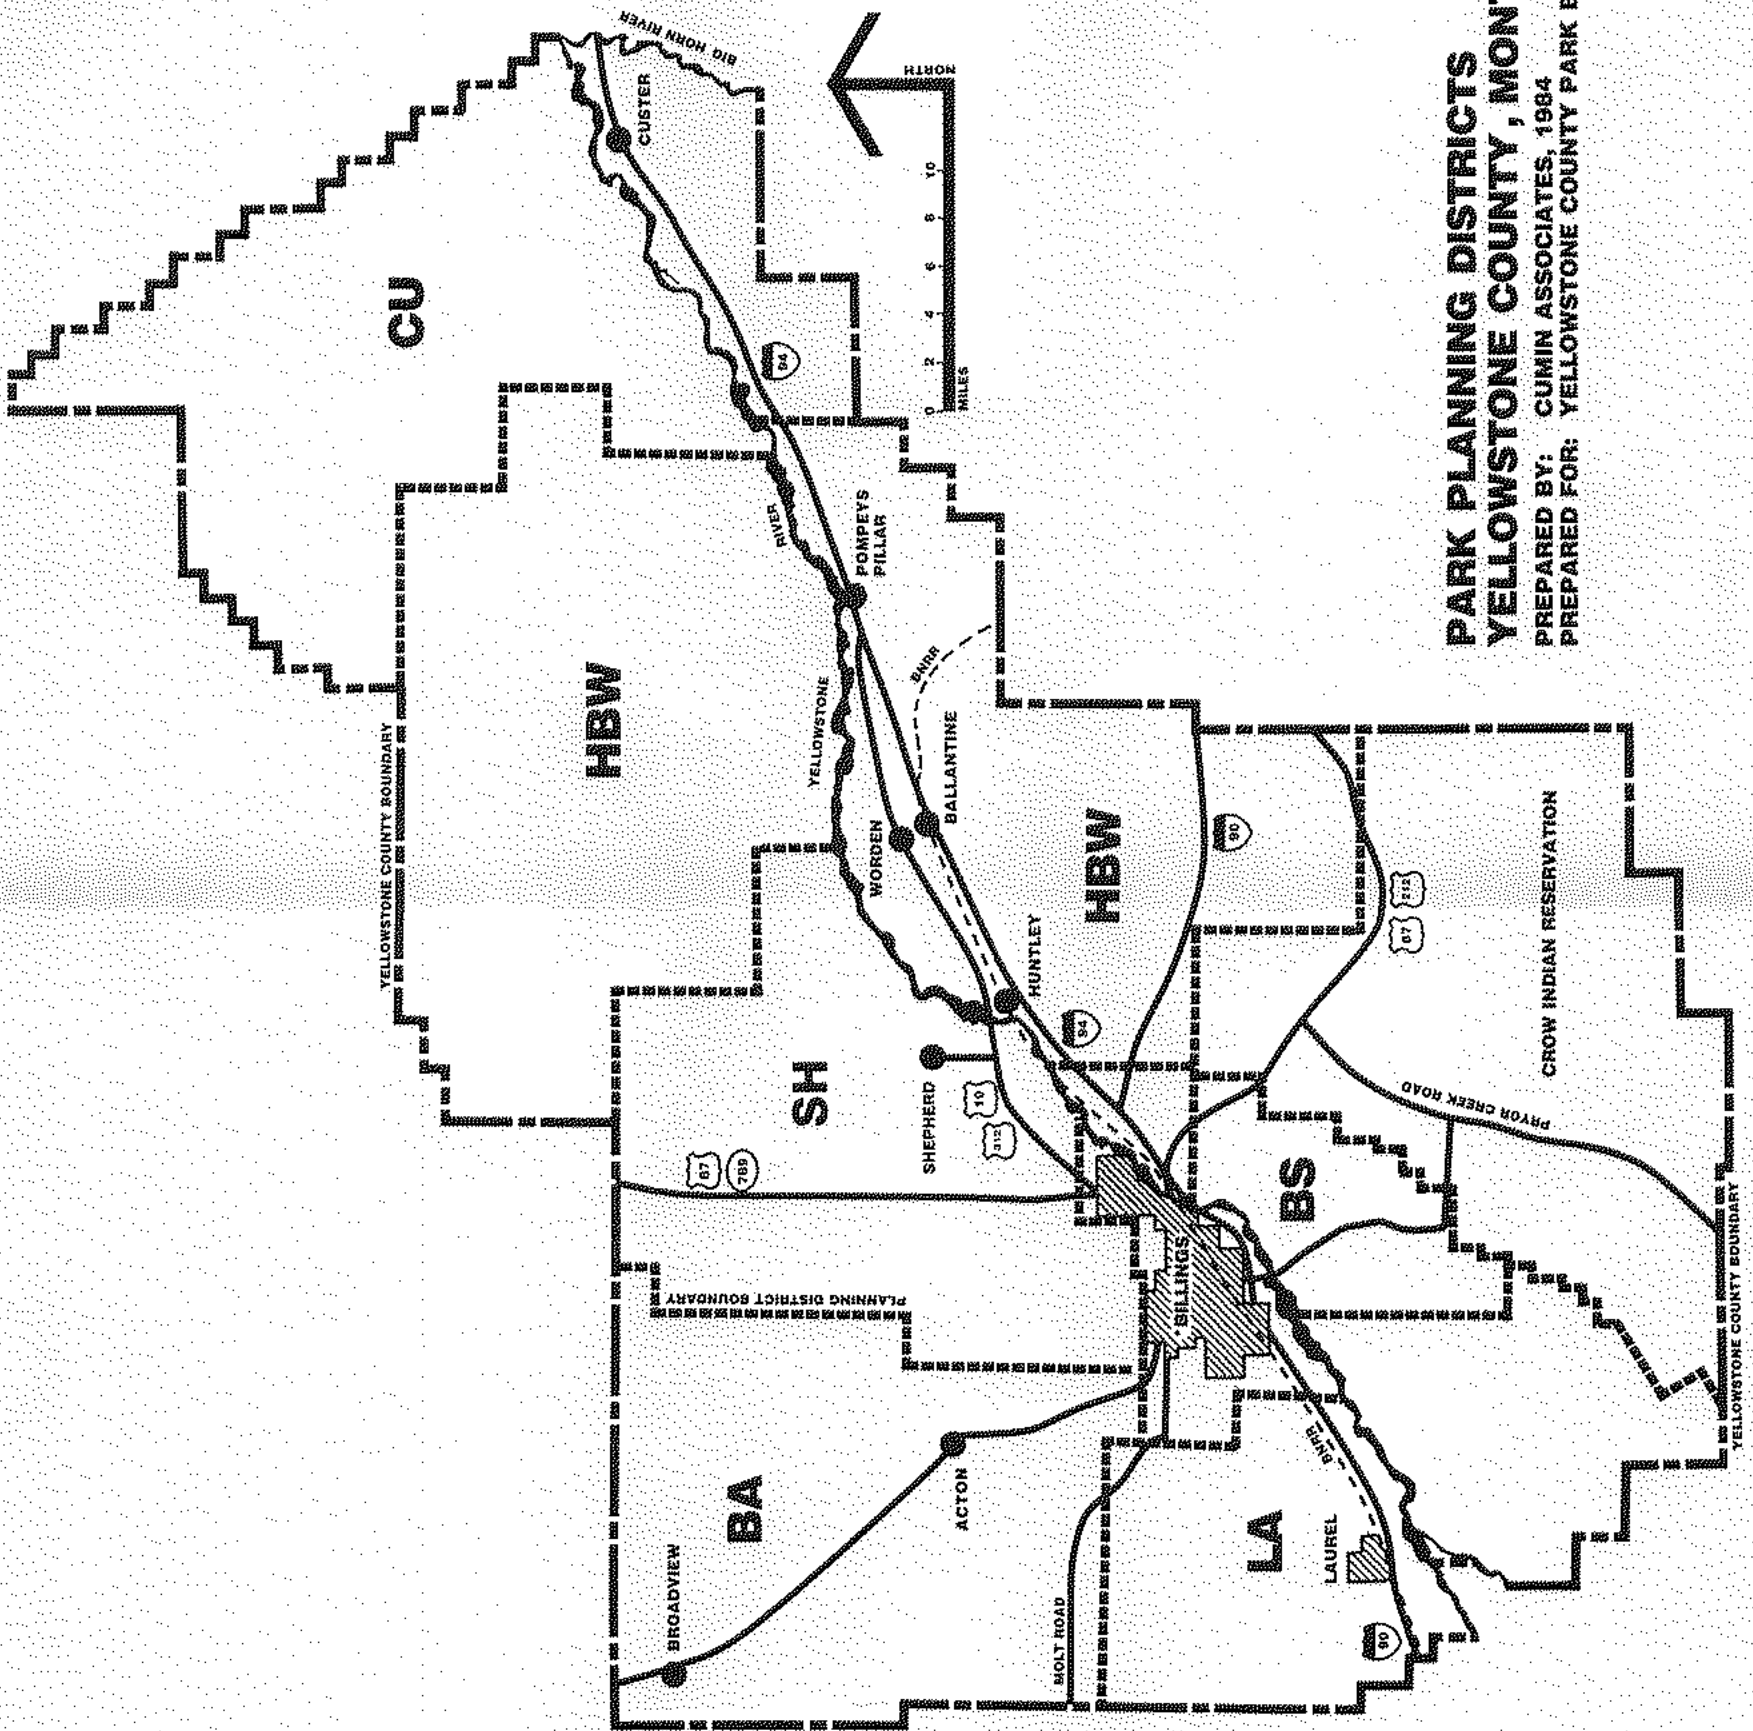 PARK PLANNING DISTRICTS
YELLOWSTONE COUNTY, MON
PREPARED BY: CUMIN ASSOCIATES, 1984
PREPARED FOR: YELLOWSTONE COUNTY PARK
NORTH
0 2 4 6 8 10
MILES
YELLOWSTONE COUNTY BOUNDARY
CU
CUSTER
BIG HORN RIVER
94
HBW
YELLOWSTONE
RIVER
POMPEYS
PILLAR
BNRR
WORDEN
BALLANTINE
HUNTLEY
HBW
90
94
SH
SHEPHERD
10
312
87
789
PLANNING DISTRICT BOUNDARY
BA
BROADVIEW
ACTON
MOLT ROAD
BILLINGS
BS
87
212
CROW INDIAN RESERVATION
PRYOR CREEK ROAD
LA
LAUREL
BNRR
90
YELLOWSTONE COUNTY BOUNDARY